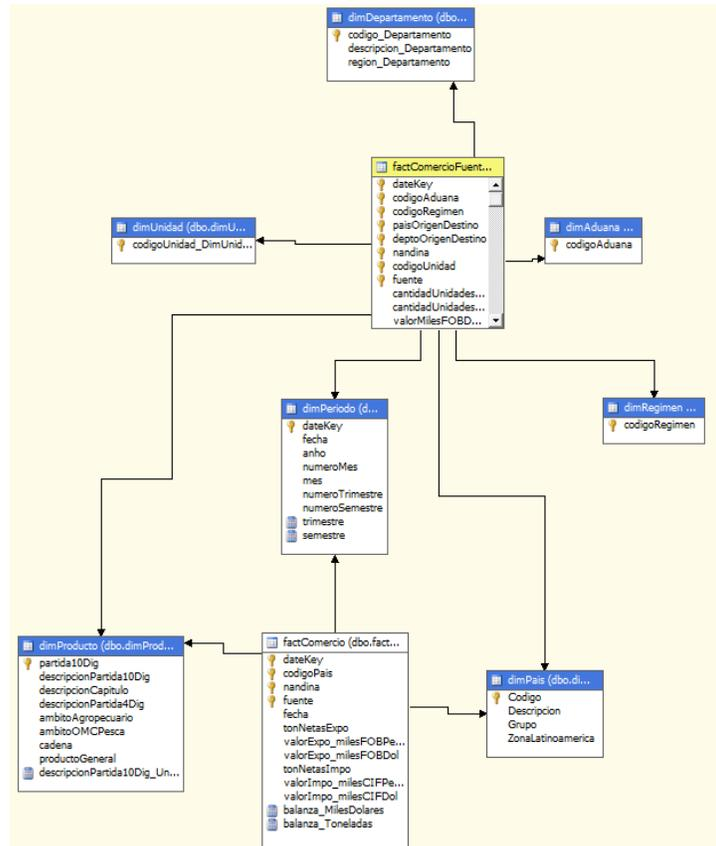 dimDepartamento (dbo...
codigo_Departamento
descripcion_Departamento
region_Departamento
factComercioFuent...
dateKey
codigoAduana
codigoRegimen
paisOrigenDestino
deptoOrigenDestino
nandina
codigoUnidad
fuente
cantidadUnidades...
cantidadUnidades...
valorMilesFOBD...
dimUnidad (dbo.dimU...
codigoUnidad_DimUnid...
dimAduana ...
codigoAduana
dimPeriodo (d...
dateKey
fecha
anho
numeroMes
mes
numeroTrimestre
numeroSemestre
trimestre
semestre
dimRegimen ...
codigoRegimen
dimProducto (dbo.dimProd...
partida10Dig
descripcionPartida10Dig
descripcionCapitulo
descripcionPartida4Dig
ambitoAgropecuario
ambitoOMCPesca
cadena
productoGeneral
descripcionPartida10Dig_Un...
factComercio (dbo.fact...
dateKey
codigoPais
nandina
fuente
fecha
tonNetasExpo
valorExpo_milesFOBPe...
valorExpo_milesFOBDol
tonNetasImpo
valorImpo_milesCIFPe...
valorImpo_milesCIFDol
balanza_MilesDolares
balanza_Toneladas
dimPais (dbo.di...
Codigo
Descripcion
Grupo
ZonaLatinoamerica